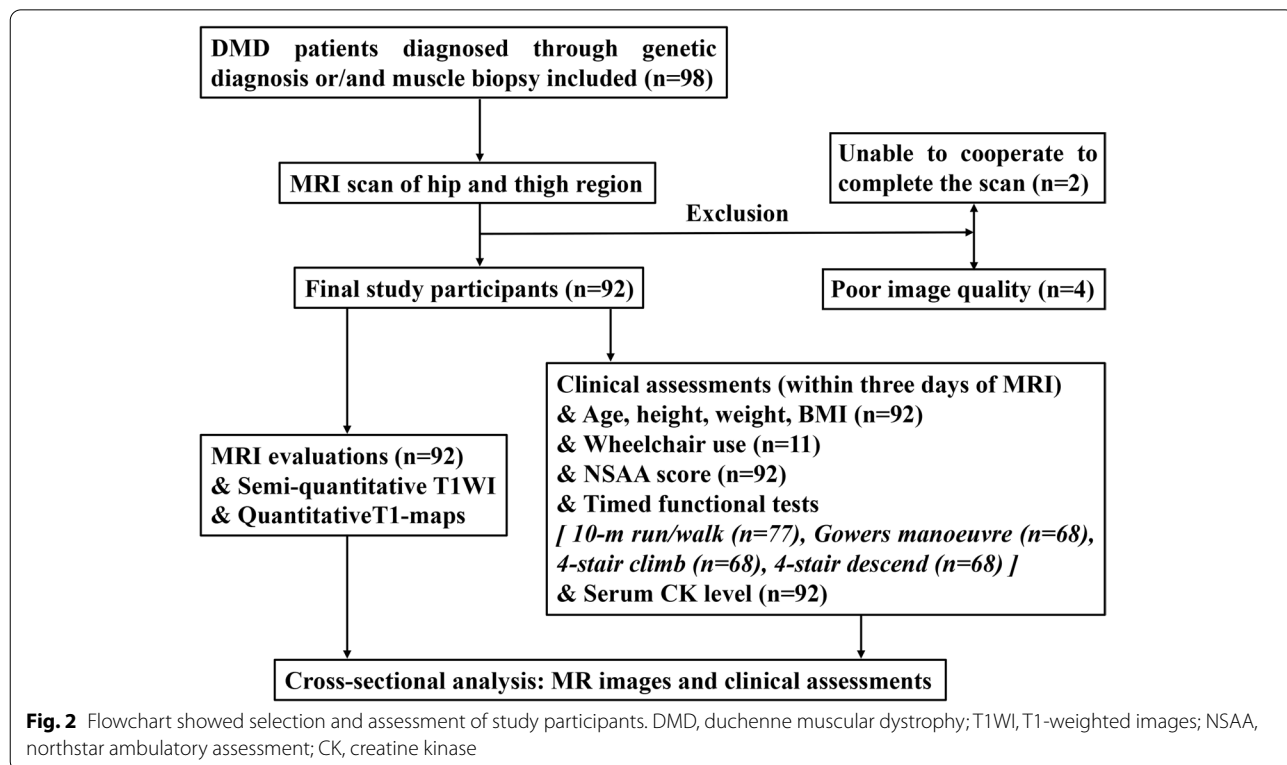 DMD patients diagnosed through genetic
diagnosis or/and muscle biopsy included (n=98)
MRI scan of hip and thigh region
Unable to cooperate to
complete the scan (n=2)
Exclusion
Final study participants (n=92)
Poor image quality (n=4)
Clinical assessments (within three days of MRI)
& Age, height, weight, BMI (n=92)
& Wheelchair use (n=11)
& NSAA score (n=92)
& Timed functional tests
[ 10-m run/walk (n=77), Gowers manoeuvre (n=68),
4-stair climb (n=68), 4-stair descend (n=68) ]
& Serum CK level (n=92)
MRI evaluations (n=92)
& Semi-quantitative T1WI
& QuantitativeT1-maps
Cross-sectional analysis: MR images and clinical assessments
Fig. 2 Flowchart showed selection and assessment of study participants. DMD, duchenne muscular dystrophy; T1WI, T1-weighted images; NSAA,
northstar ambulatory assessment; CK, creatine kinase